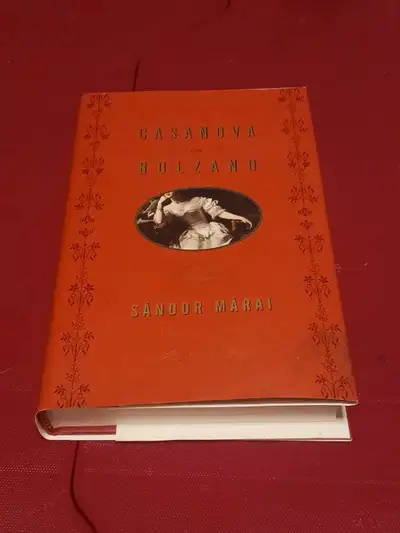 CASANOVA
IN
BOLZANO
SÁNDOR MÁRAI